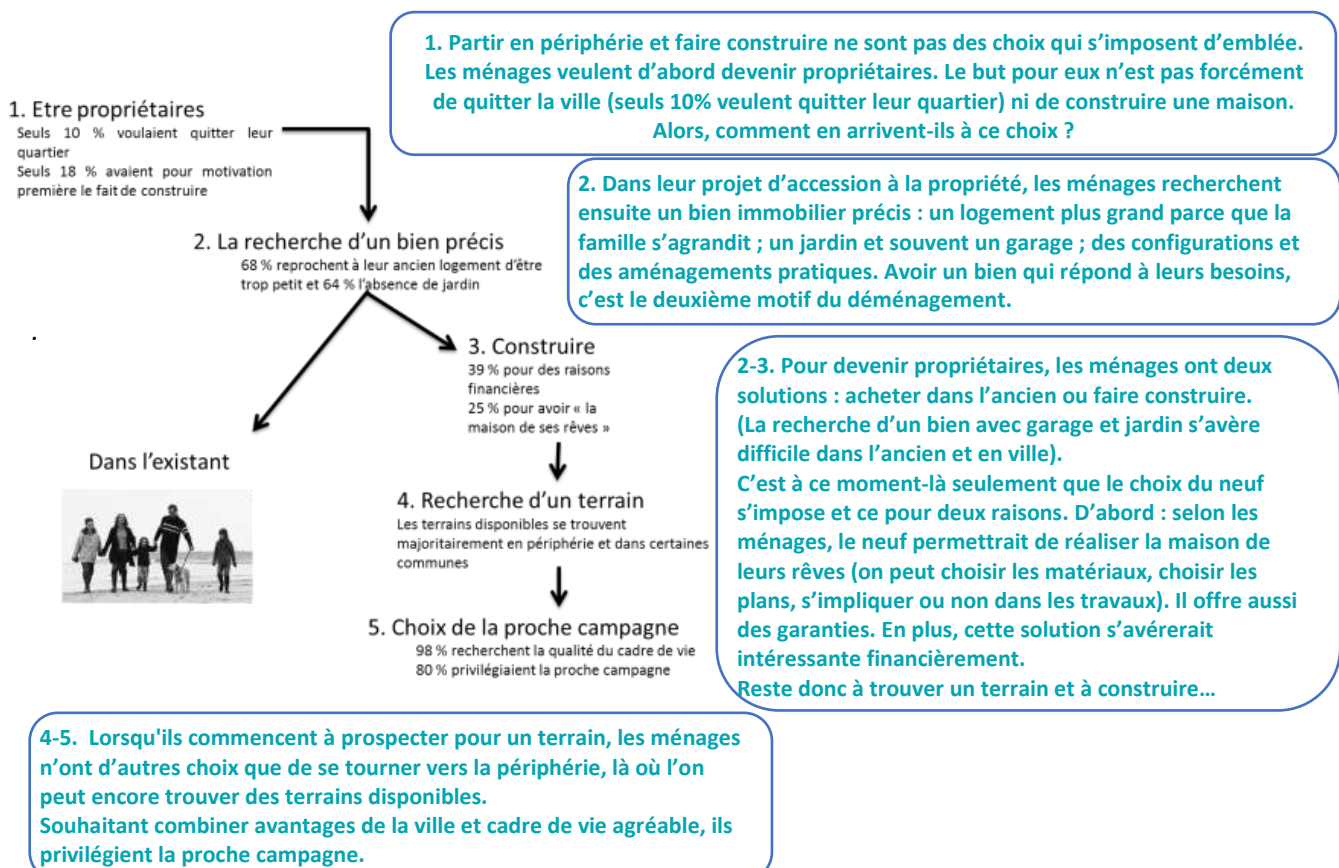 1. Partir en périphérie et faire construire ne sont pas des choix qui s’imposent d’emblée.
Les ménages veulent d’abord devenir propriétaires. Le but pour eux n’est pas forcément
de quitter la ville (seuls 10% veulent quitter leur quartier) ni de construire une maison.
Alors, comment en arrivent-ils à ce choix ?
1. Etre propriétaires
Seuls 10 % voulaient quitter leur
quartier
Seuls 18 % avaient pour motivation
première le fait de construire
2. Dans leur projet d’accession à la propriété, les ménages recherchent
ensuite un bien immobilier précis : un logement plus grand parce que la
famille s’agrandit ; un jardin et souvent un garage ; des configurations et
des aménagements pratiques. Avoir un bien qui répond à leurs besoins,
c’est le deuxième motif du déménagement.
2. La recherche d’un bien précis
68 % reprochent à leur ancien logement d’être
trop petit et 64 % l’absence de jardin
.
3. Construire
39 % pour des raisons
financières
25 % pour avoir « la
maison de ses rêves »
2-3. Pour devenir propriétaires, les ménages ont deux
solutions : acheter dans l’ancien ou faire construire.
(La recherche d’un bien avec garage et jardin s’avère
difficile dans l’ancien et en ville).
C’est à ce moment-là seulement que le choix du neuf
s’impose et ce pour deux raisons. D’abord : selon les
ménages, le neuf permettrait de réaliser la maison de
leurs rêves (on peut choisir les matériaux, choisir les
plans, s’impliquer ou non dans les travaux). Il offre aussi
des garanties. En plus, cette solution s’avérerait
intéressante financièrement.
Reste donc à trouver un terrain et à construire…
Dans l’existant
4. Recherche d’un terrain
Les terrains disponibles se trouvent
majoritairement en périphérie et dans certaines
communes
5. Choix de la proche campagne
98 % recherchent la qualité du cadre de vie
80 % privilégiaient la proche campagne
4-5. Lorsqu'ils commencent à prospecter pour un terrain, les ménages
n’ont d’autres choix que de se tourner vers la périphérie, là où l’on
peut encore trouver des terrains disponibles.
Souhaitant combiner avantages de la ville et cadre de vie agréable, ils
privilégient la proche campagne.